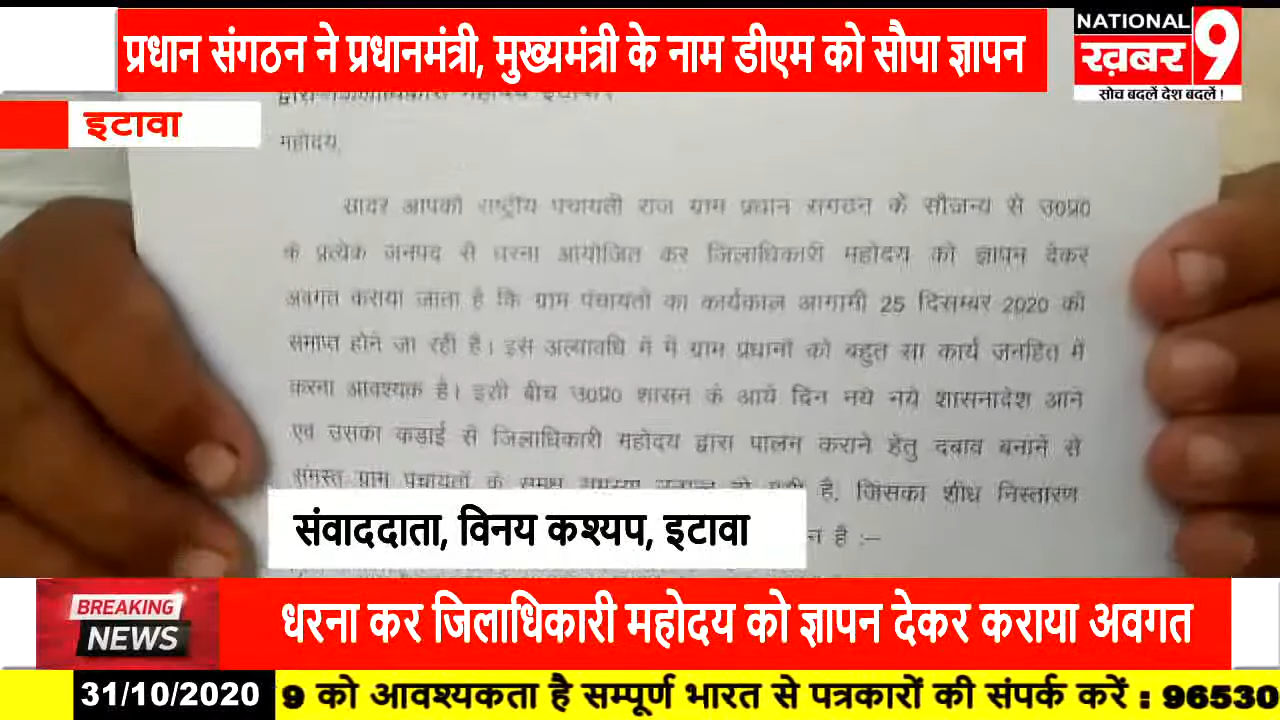 प्रधान संगठन ने प्रधानमंत्री, मुख्यमंत्री के नाम डीएम को सौपा ज्ञापन
NATIONAL
ख़बर 9
सोच बदलें देश बदलें !
इटावा
महोदय,
सादर आपको राष्ट्रीय पंचायती राज ग्राम प्रधान संगठन के सौजन्य से उ0प्र0
के प्रत्येक जनपद से धरना आयोजित कर जिलाधिकारी महोदय को ज्ञापन देकर
अवगत कराया जाता है कि ग्राम पंचायतों का कार्यकाल आगामी 25 दिसम्बर 2020 को
समाप्त होने जा रही है। इस अल्पावधि में में ग्राम प्रधानों को बहुत सा कार्य जनहित में
करना आवश्यक है। इसी बीच उ0प्र0 शासन के आये दिन नये नये शासनादेश आने
एवं उसका कडाई से जिलाधिकारी महोदय द्वारा पालन कराने हेतु दबाव बनाने से
समस्त ग्राम पंचायतों के समक्ष समस्या है, जिसका शीघ्र निस्तारण
है :–
संवाददाता, विनय कश्यप, इटावा
BREAKING
NEWS
धरना कर जिलाधिकारी महोदय को ज्ञापन देकर कराया अवगत
31/10/2020 9 को आवश्यकता है सम्पूर्ण भारत से पत्रकारों की संपर्क करें : 96530